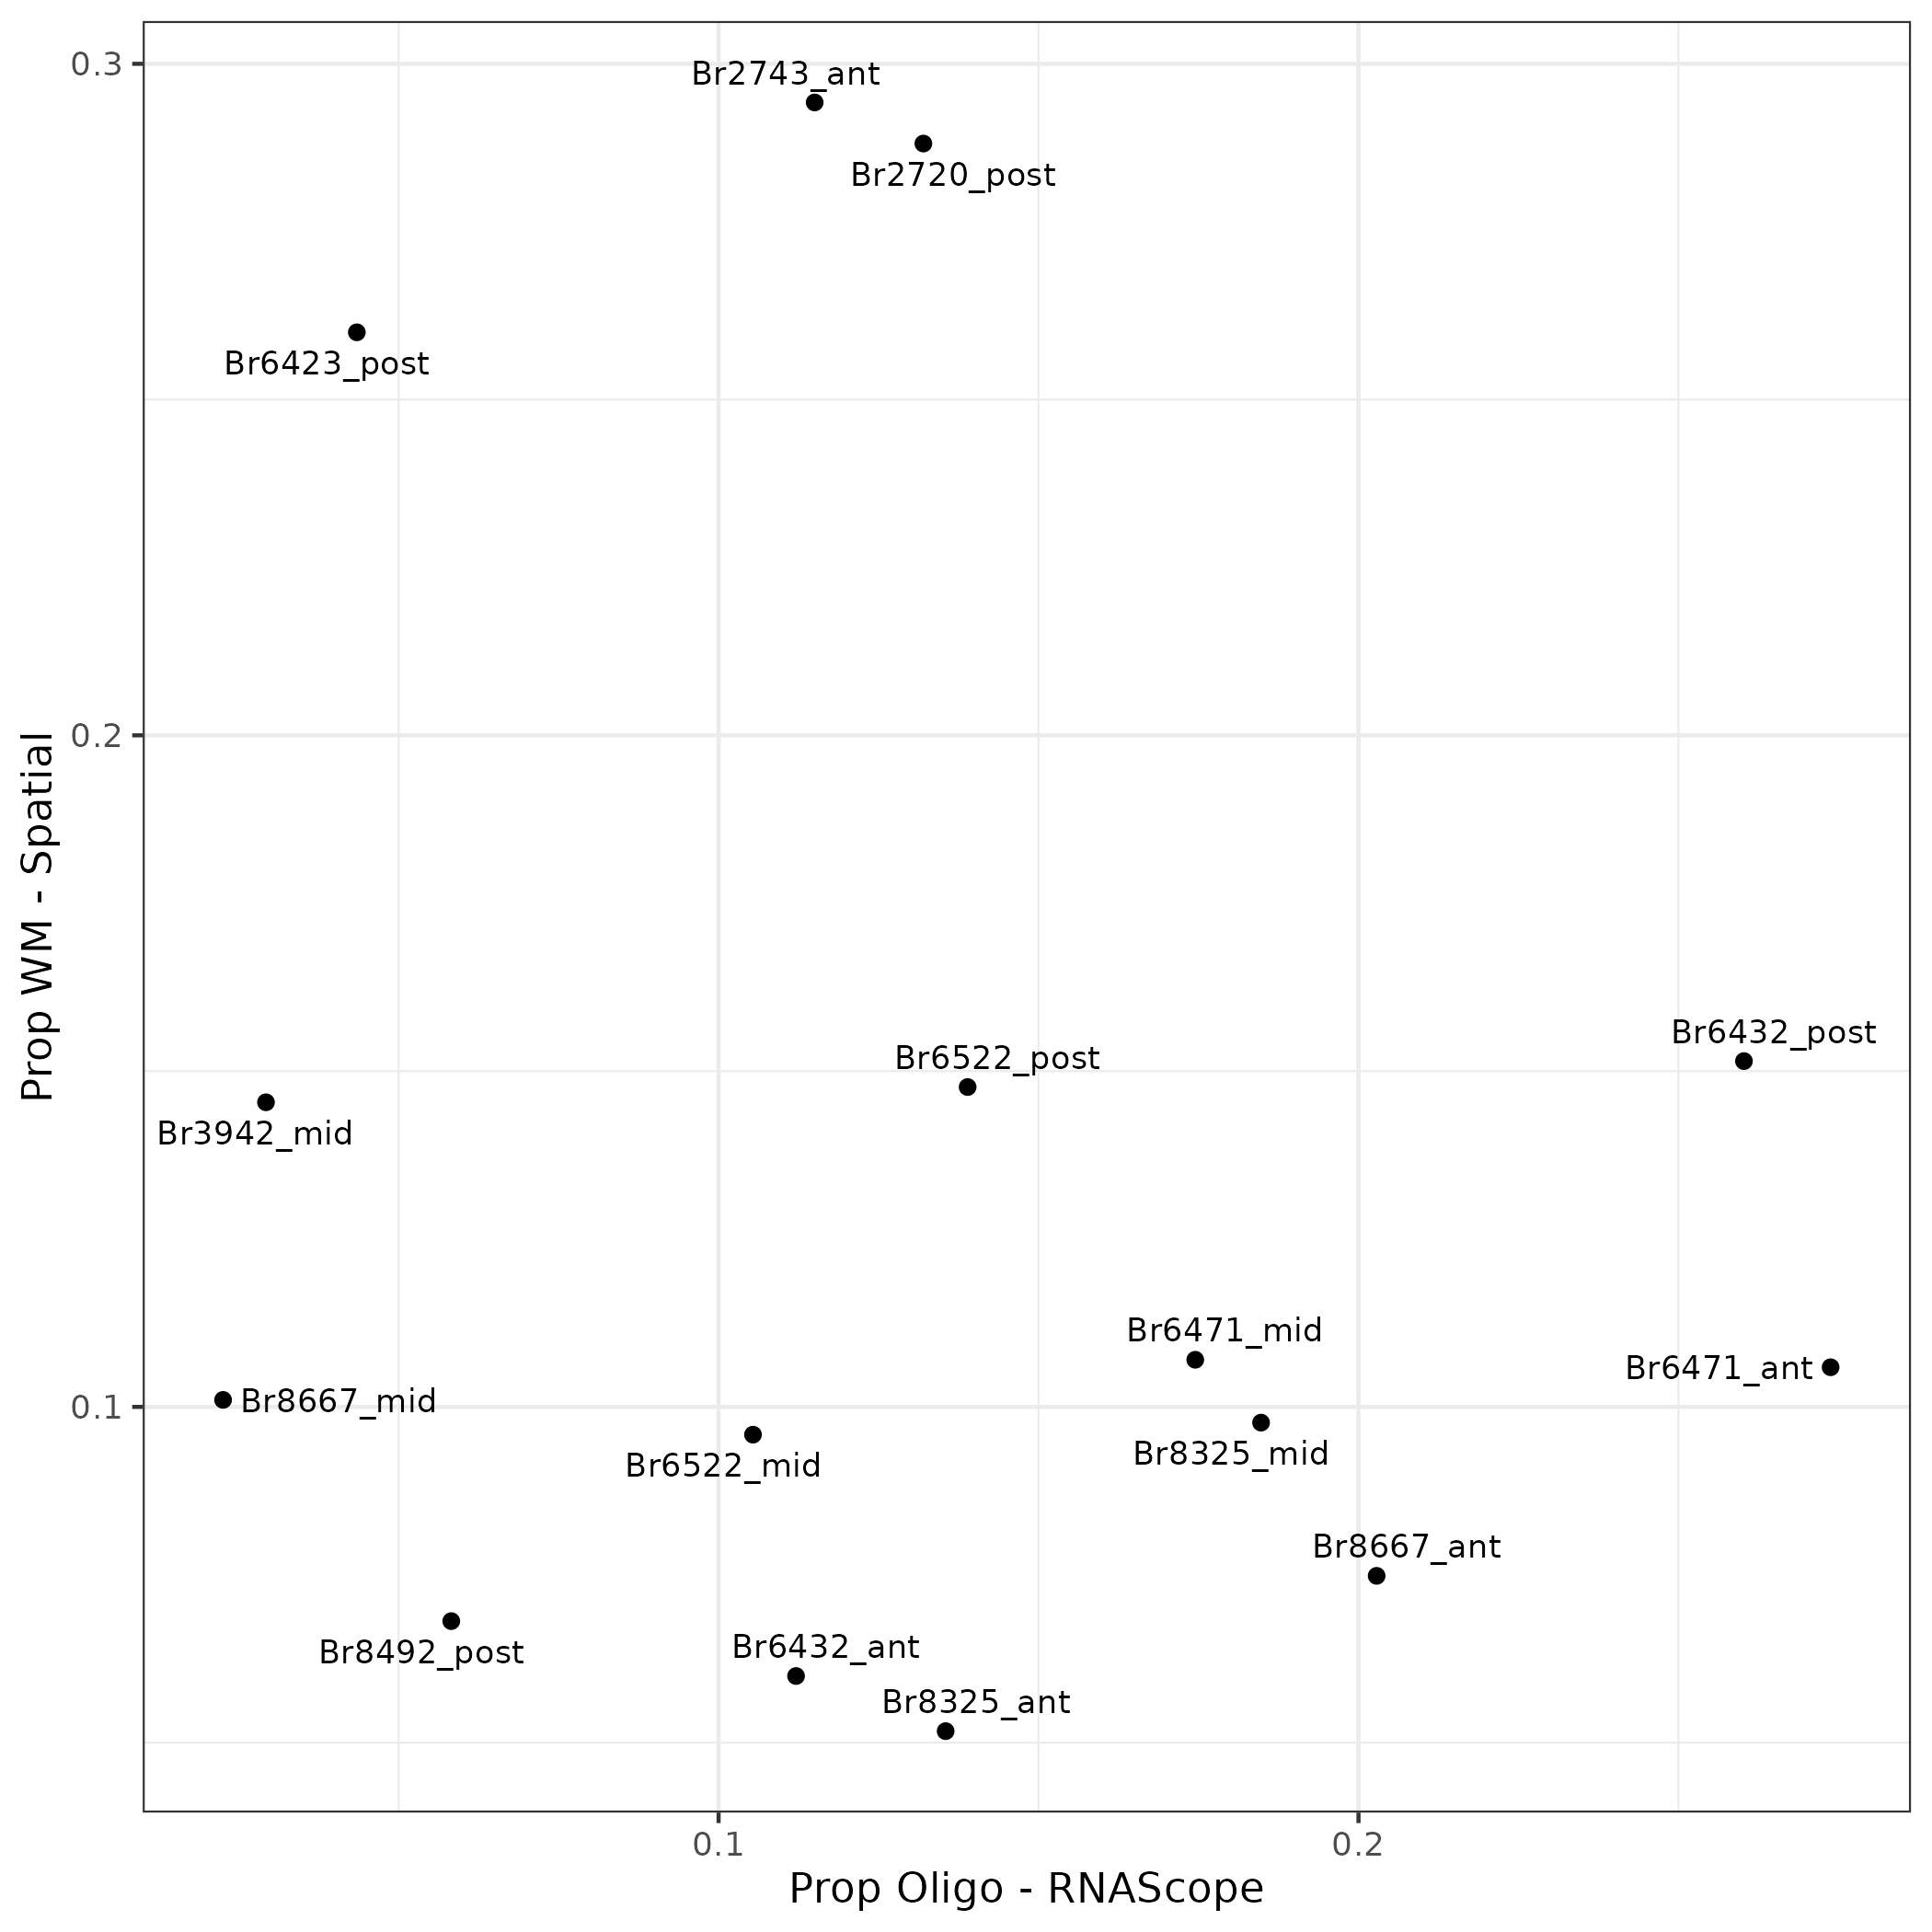 0.3
Br2743_ant
Br2720_post
Br6423_post
0.2
Prop WM - Spatial
Br6432_post
Br6522_post
Br3942_mid
Br6471_mid
Br6471_ant
0.1
Br8667_mid
Br8325_mid
Br6522_mid
Br8667_ant
Br6432_ant
Br8492_post
Br8325_ant
0.1
0.2
Prop Oligo - RNAScope